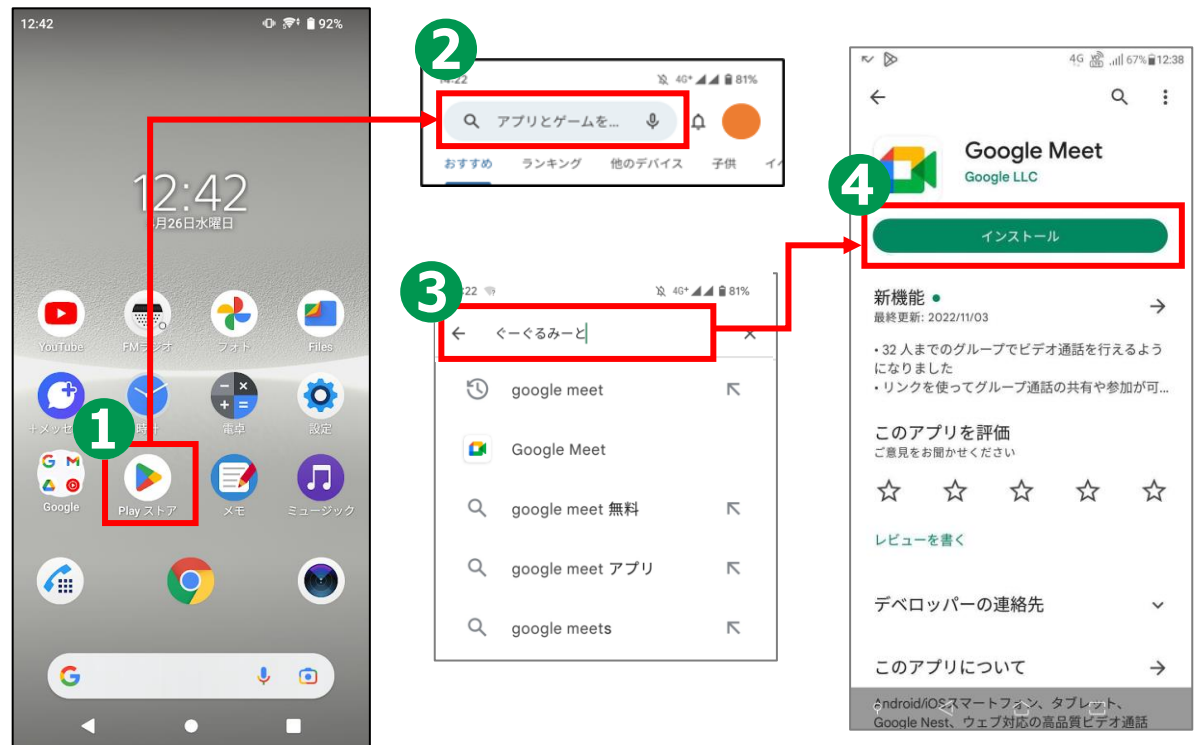 12:42
92%
12:42
月26日水曜日
YouTube
FMラジオ
フォト
Files
+メッセ
時計
電卓
設定
1
Google
Play ストア
メモ
ミュージック
2
14:22
4G+
81%
アプリとゲームを...
おすすめ
ランキング
他のデバイス
子供
イベ
3
:22
4G+
81%
ぐーぐるみーと
google meet
Google Meet
google meet 無料
google meet アプリ
google meets
4G
67%
12:38
Google Meet
Google LLC
4
インストール
新機能
最終更新: 2022/11/03
• 32 人までのグループでビデオ通話を行えるよう
になりました
• リンクを使ってグループ通話の共有や参加が可...
このアプリを評価
ご意見をお聞かせください
レビューを書く
デベロッパーの連絡先
このアプリについて
Android/iOSスマートフォン、タブレット、
Google Nest、ウェブ対応の高品質ビデオ通話